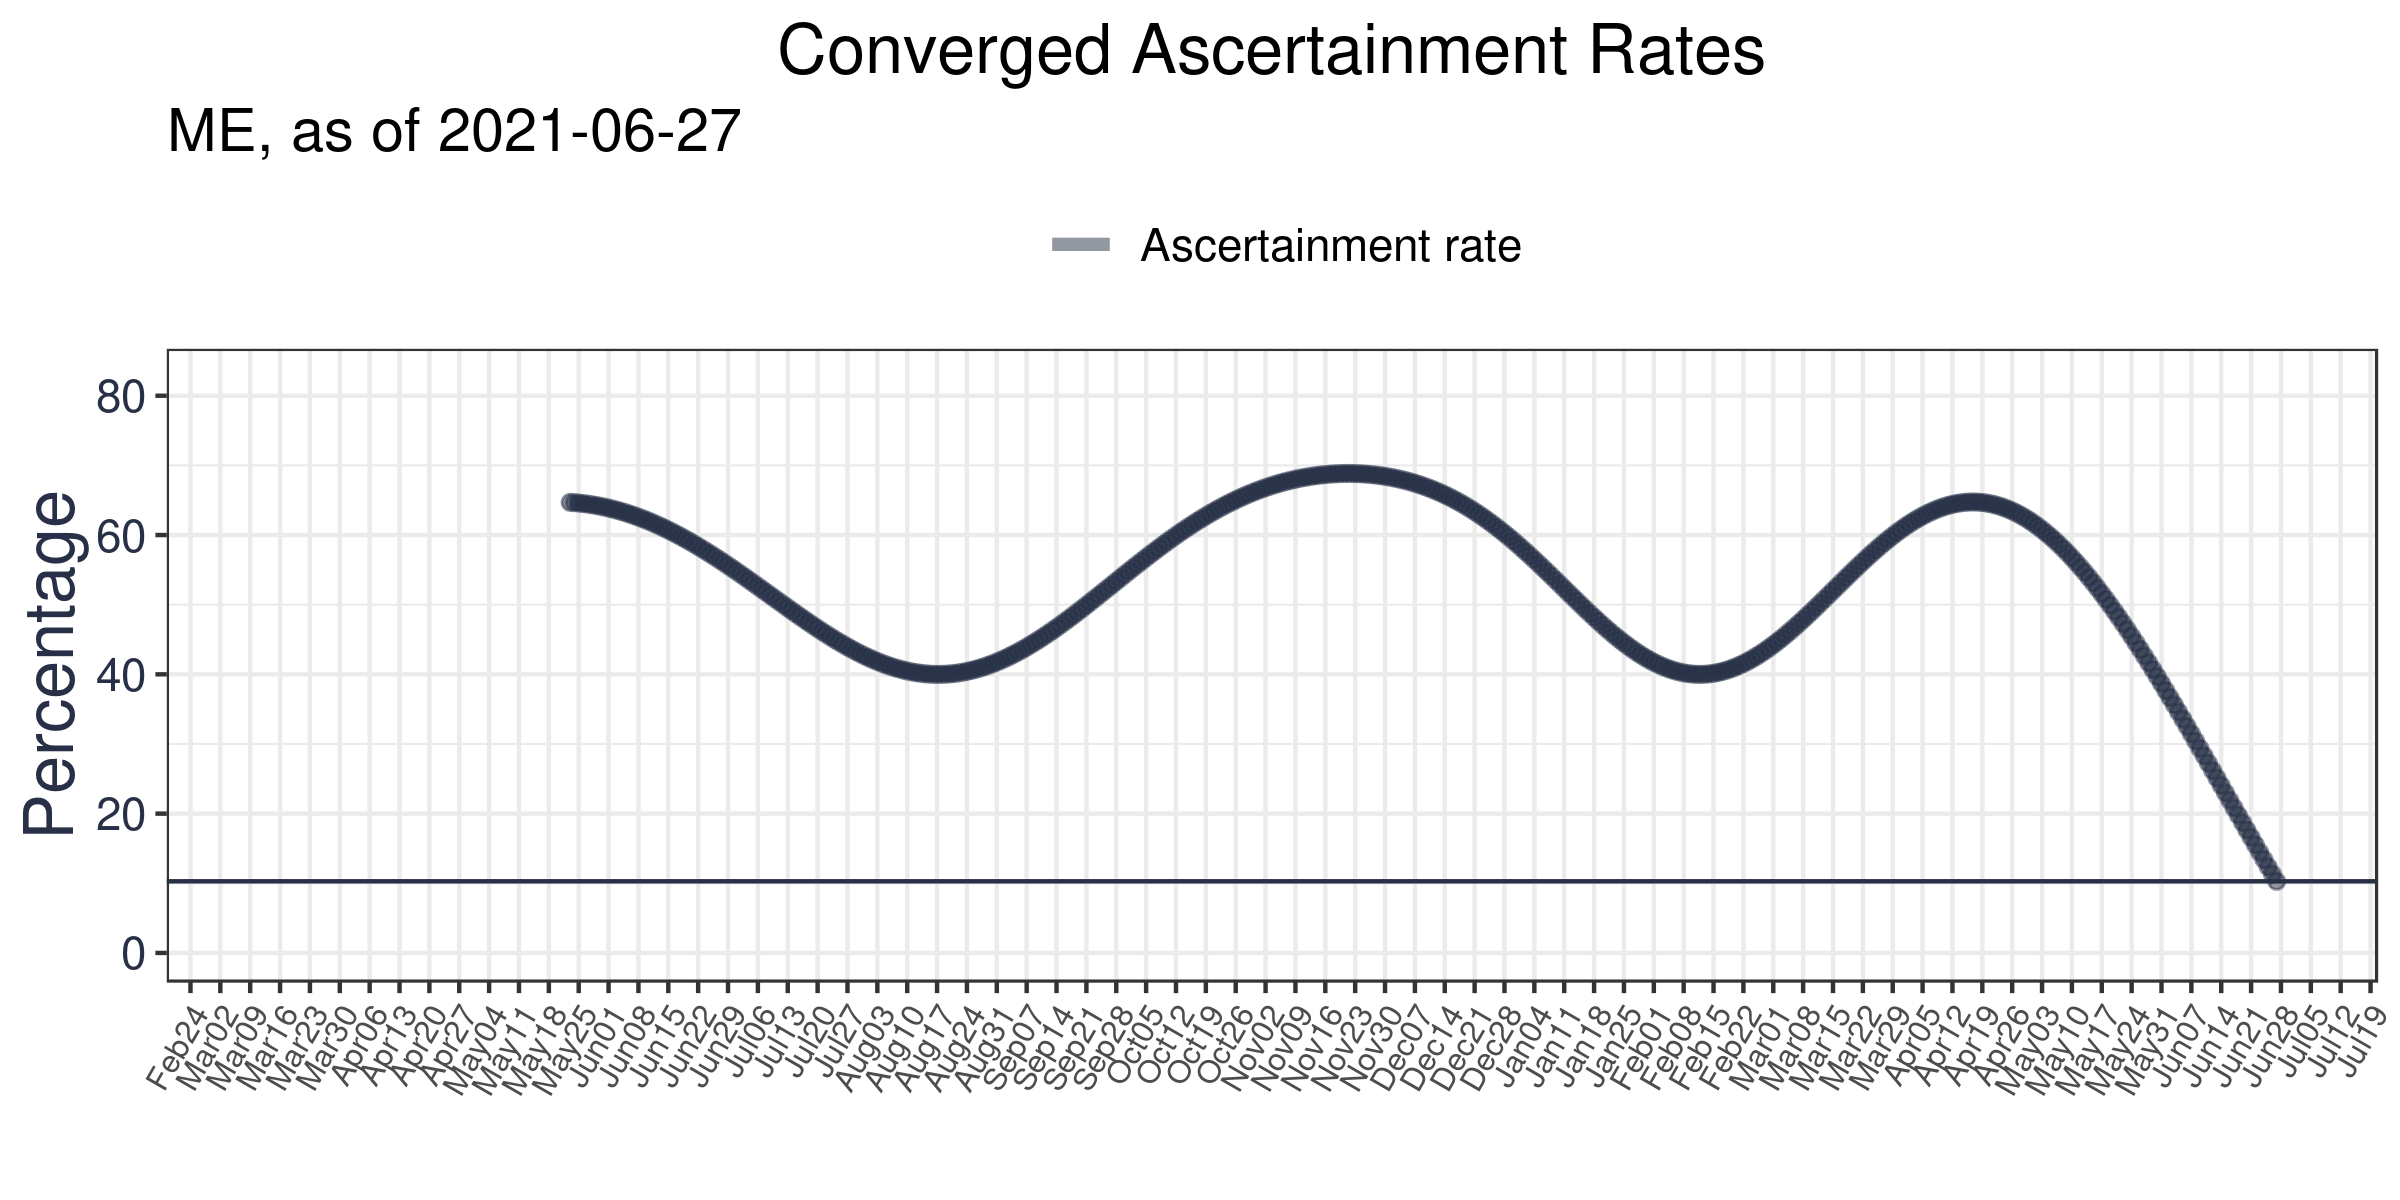 Converged Ascertainment Rates
ME, as of 2021-06-27
Ascertainment rate
Percentage
80
60
40
20
0
Feb24
Mar02
Mar09
Mar16
Mar23
Mar30
Apr06
Apr13
Apr20
Apr27
May04
May11
May18
May25
Jun01
Jun08
Jun15
Jun22
Jun29
Jul06
Jul13
Jul20
Jul27
Aug03
Aug10
Aug17
Aug24
Aug31
Sep07
Sep14
Sep21
Sep28
Oct05
Oct12
Oct19
Oct26
Nov02
Nov09
Nov16
Nov23
Nov30
Dec07
Dec14
Dec21
Dec28
Jan04
Jan11
Jan18
Jan25
Feb01
Feb08
Feb15
Feb22
Mar01
Mar08
Mar15
Mar22
Mar29
Apr05
Apr12
Apr19
Apr26
May03
May10
May17
May24
May31
Jun07
Jun14
Jun21
Jun28
Jul05
Jul12
Jul19